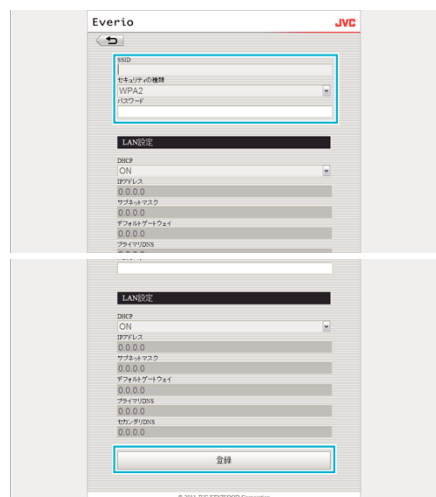 Everio
JVC
SSID
セキュリティの種類
WPA2
パスワード
LAN設定
DHCP
ON
IPアドレス
0.0.0.0
サブネットマスク
0.0.0.0
デフォルトゲートウェイ
0.0.0.0
プライマリDNS
LAN設定
DHCP
ON
IPアドレス
0.0.0.0
サブネットマスク
0.0.0.0
デフォルトゲートウェイ
0.0.0.0
プライマリDNS
0.0.0.0
セカンダリDNS
0.0.0.0
登録